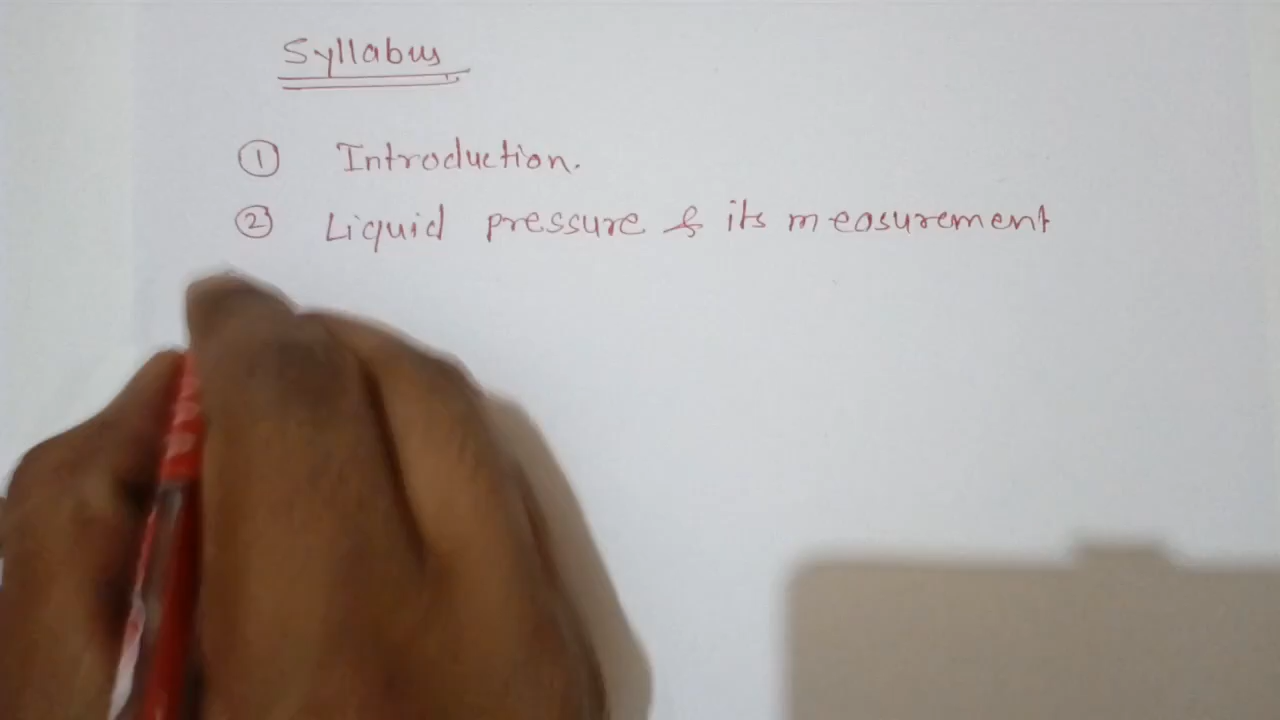 Syllabus
① Introduction.
② Liquid pressure & its measurement